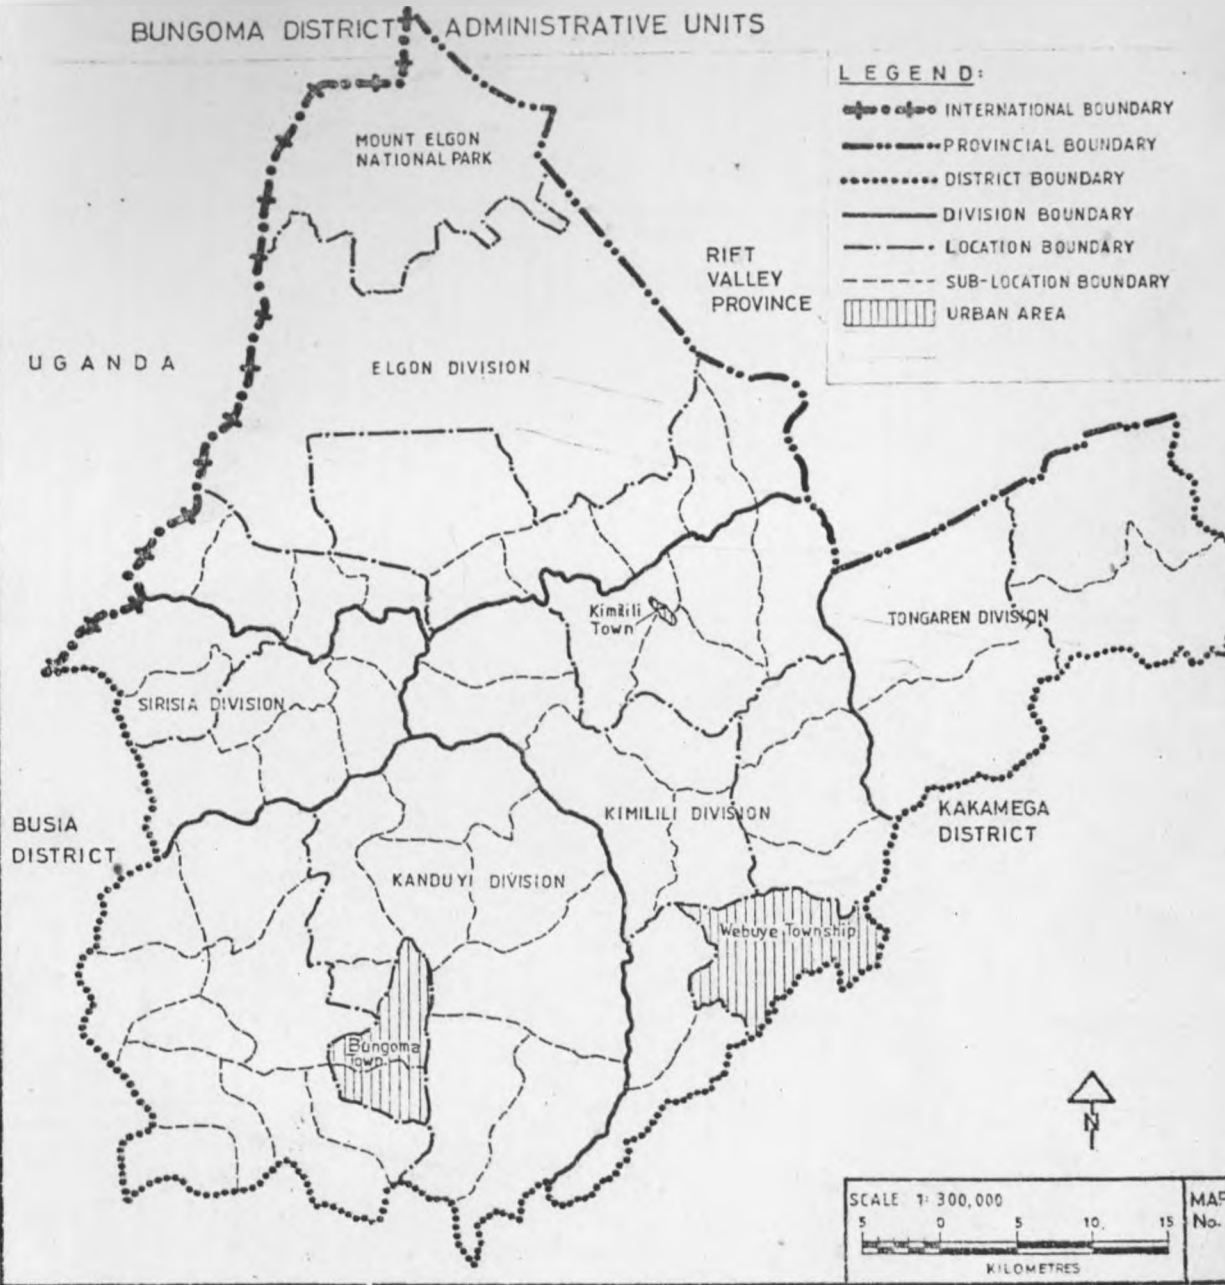 BUNGOMA DISTRICT ADMINISTRATIVE UNITS
LEGEND:
INTERNATIONAL BOUNDARY
PROVINCIAL BOUNDARY
DISTRICT BOUNDARY
DIVISION BOUNDARY
LOCATION BOUNDARY
SUB-LOCATION BOUNDARY
URBAN AREA
MOUNT ELGON
NATIONAL PARK
RIFT
VALLEY
PROVINCE
UGANDA
ELGON DIVISION
Kimilili
Town
TONGAREN DIVISION
SIRISIA DIVISION
BUSIA
DISTRICT
KIMILILI DIVISION
KAKAMEGA
DISTRICT
KANDUYI DIVISION
Webuye Township
Bungoma
Town
N
SCALE 1: 300,000
5 0 5 10 15
KILOMETRES
MAP
No.